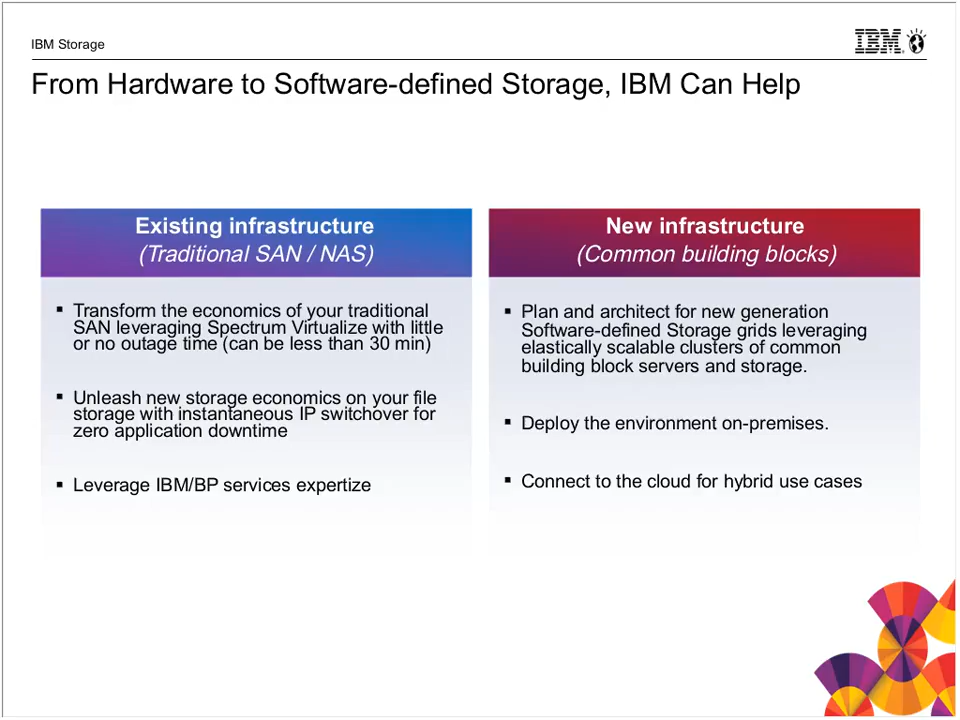 IBM Storage
IBM
From Hardware to Software-defined Storage, IBM Can Help
Existing infrastructure
(Traditional SAN / NAS)
▪ Transform the economics of your traditional
SAN leveraging Spectrum Virtualize with little
or no outage time (can be less than 30 min)
▪ Unleash new storage economics on your file
storage with instantaneous IP switchover for
zero application downtime
▪ Leverage IBM/BP services expertize
New infrastructure
(Common building blocks)
▪ Plan and architect for new generation
Software-defined Storage grids leveraging
elastically scalable clusters of common
building block servers and storage.
▪ Deploy the environment on-premises.
▪ Connect to the cloud for hybrid use cases